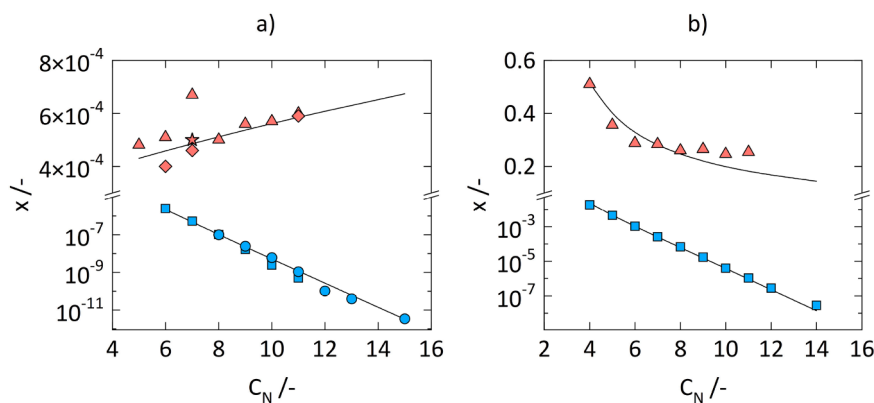 a)
8×10⁻⁴
6×10⁻⁴
4×10⁻⁴
10⁻⁷
10⁻⁹
10⁻¹¹
x /-
4 6 8 10 12 14 16
C_N /-
b)
0.6
0.4
0.2
10⁻³
10⁻⁵
10⁻⁷
x /-
2 4 6 8 10 12 14 16
C_N /-